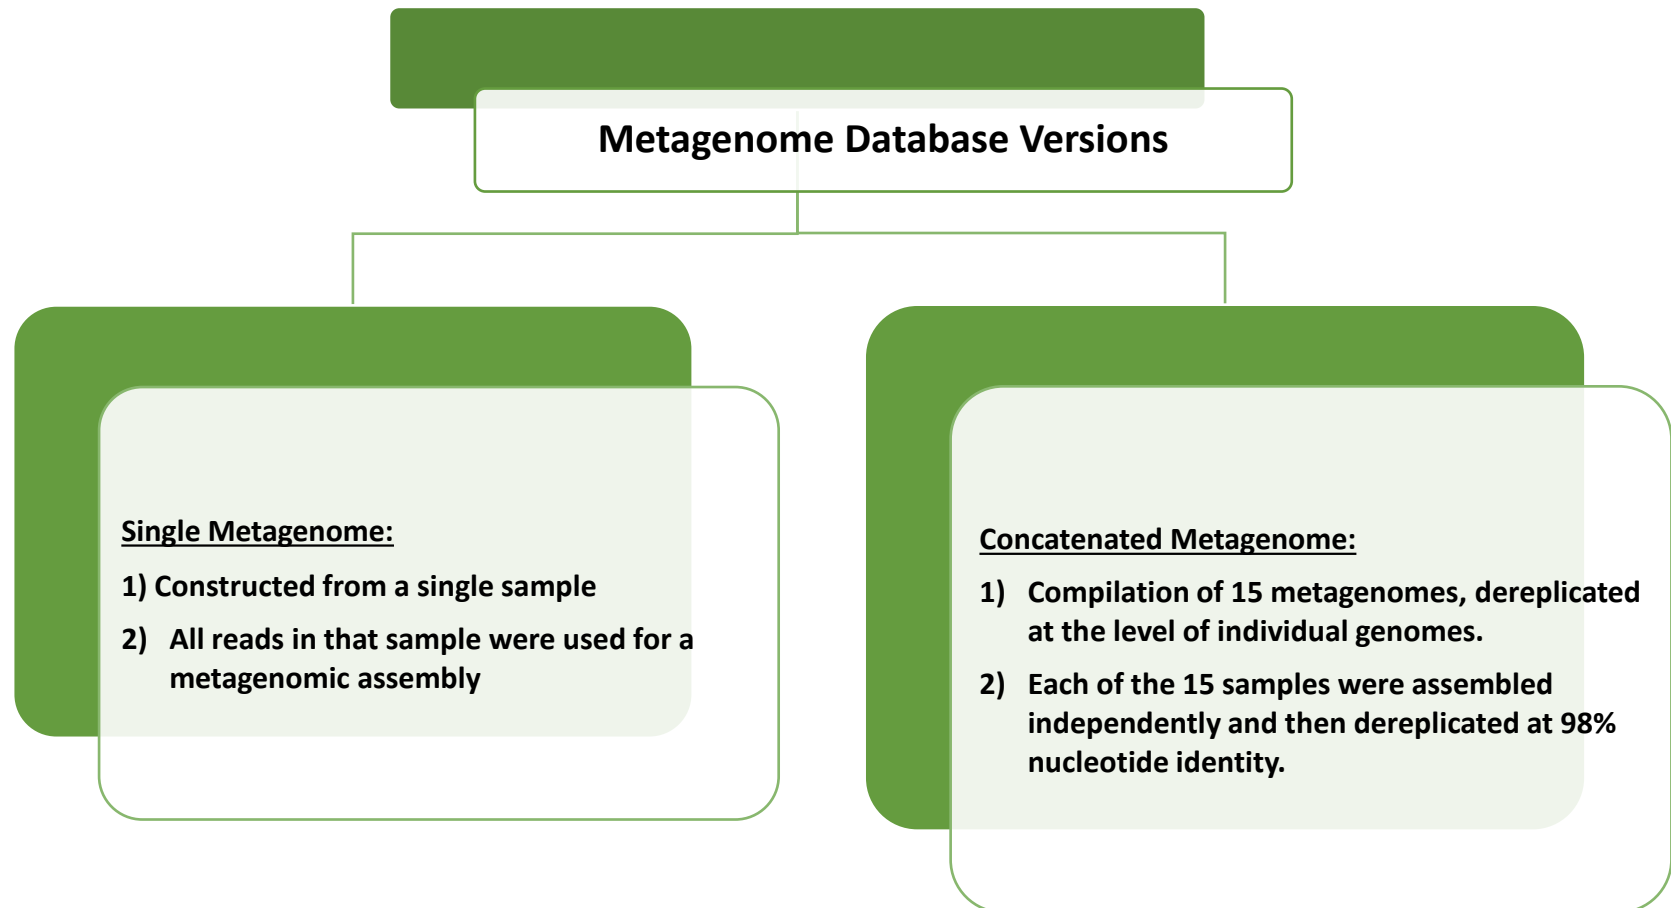 Metagenome Database Versions
Single Metagenome:
1) Constructed from a single sample
2) All reads in that sample were used for a
metagenomic assembly
Concatenated Metagenome:
1) Compilation of 15 metagenomes, dereplicated
at the level of individual genomes.
2) Each of the 15 samples were assembled
independently and then dereplicated at 98%
nucleotide identity.